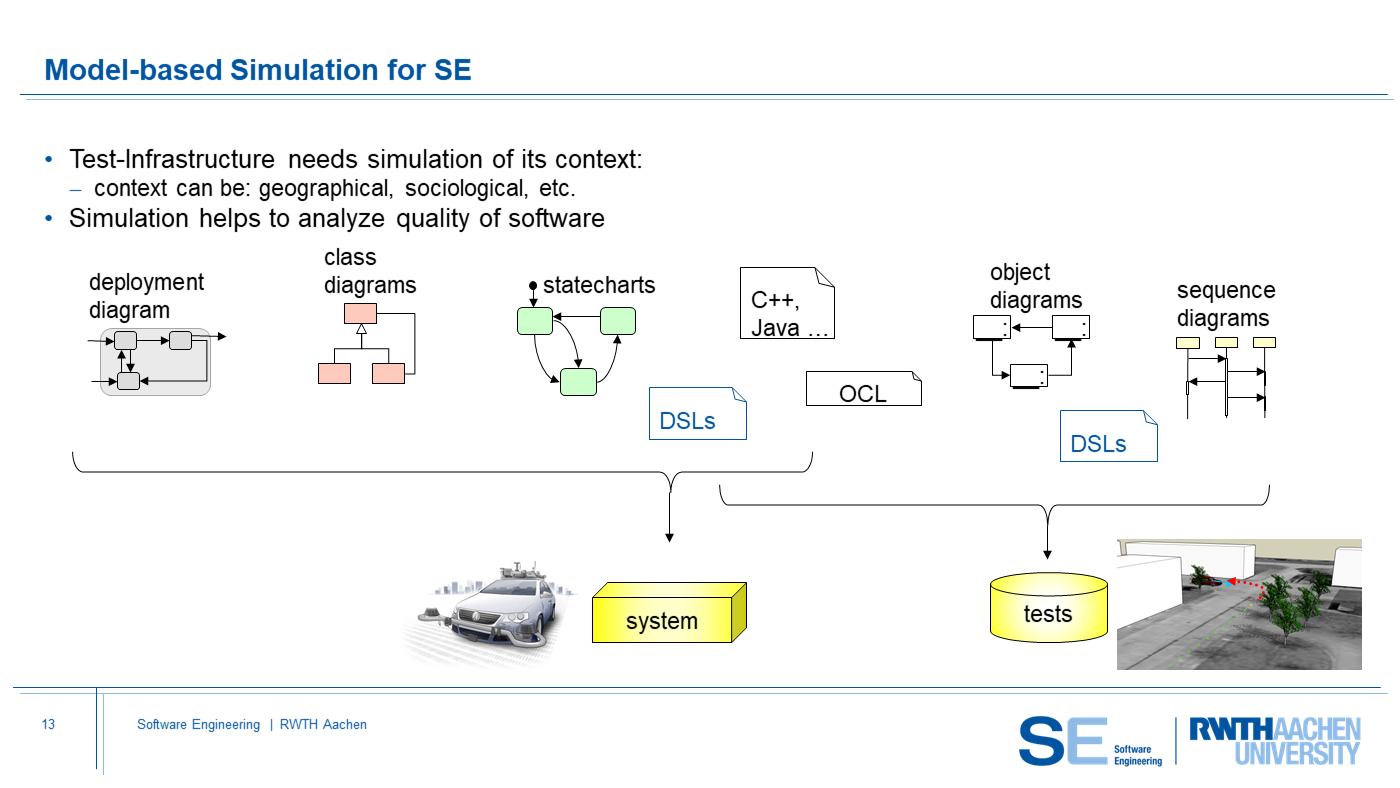 Model-based Simulation for SE
• Test-Infrastructure needs simulation of its context:
– context can be: geographical, sociological, etc.
• Simulation helps to analyze quality of software
deployment
diagram
class
diagrams
statecharts
C++,
Java …
object
diagrams
sequence
diagrams
DSLs
OCL
DSLs
system
tests
13
Software Engineering | RWTH Aachen
SE Software
Engineering
RWTHAACHEN
UNIVERSITY